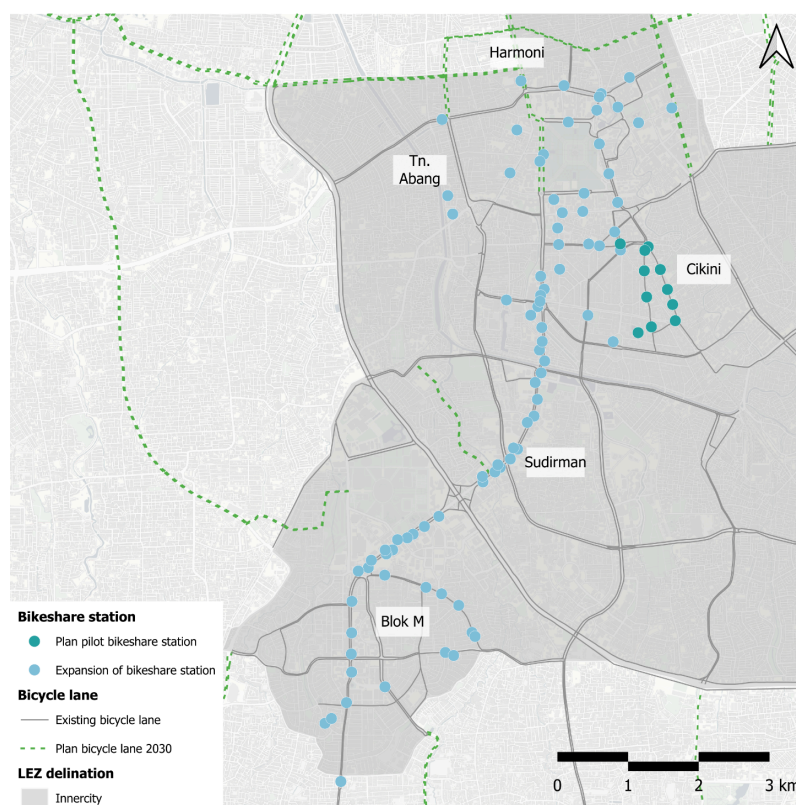 Harmoni
Tn.
Abang
Cikini
Sudirman
Blok M
Bikeshare station
Plan pilot bikeshare station
Expansion of bikeshare station
Bicycle lane
Existing bicycle lane
Plan bicycle lane 2030
LEZ delination
Innercity
0 1 2 3 km